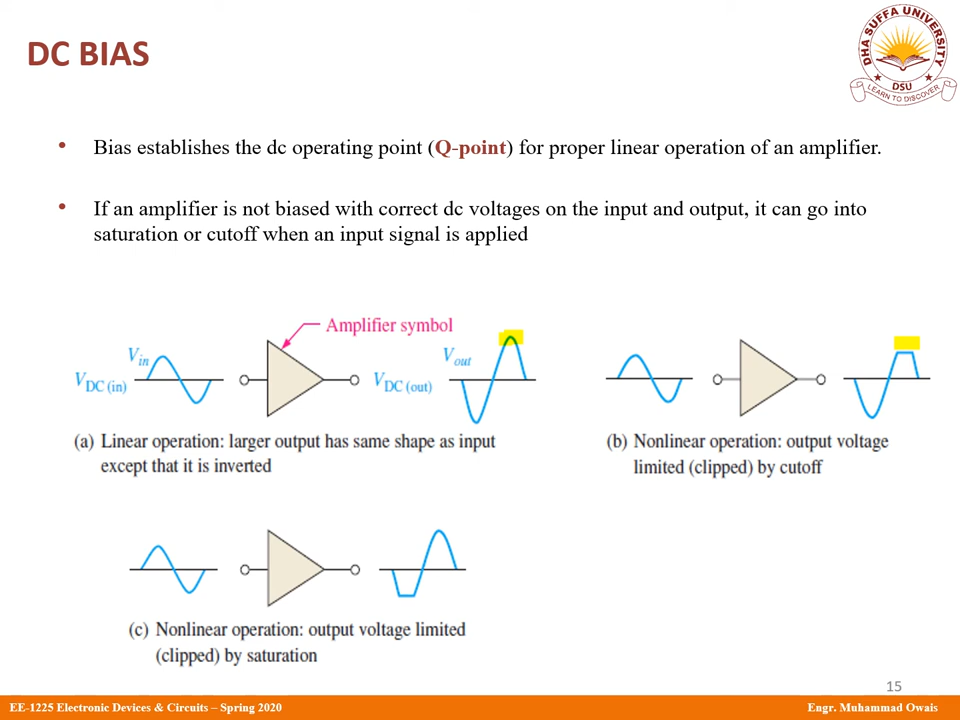 DC BIAS
DHA SUFFA UNIVERSITY
DSU
LEARN TO DISCOVER
• Bias establishes the dc operating point (Q-point) for proper linear operation of an amplifier.
• If an amplifier is not biased with correct dc voltages on the input and output, it can go into
saturation or cutoff when an input signal is applied
Amplifier symbol
Vin
VDC (in)
Vout
VDC (out)
(a) Linear operation: larger output has same shape as input
except that it is inverted
(b) Nonlinear operation: output voltage
limited (clipped) by cutoff
(c) Nonlinear operation: output voltage limited
(clipped) by saturation
15
EE-1225 Electronic Devices & Circuits – Spring 2020
Engr. Muhammad Owais